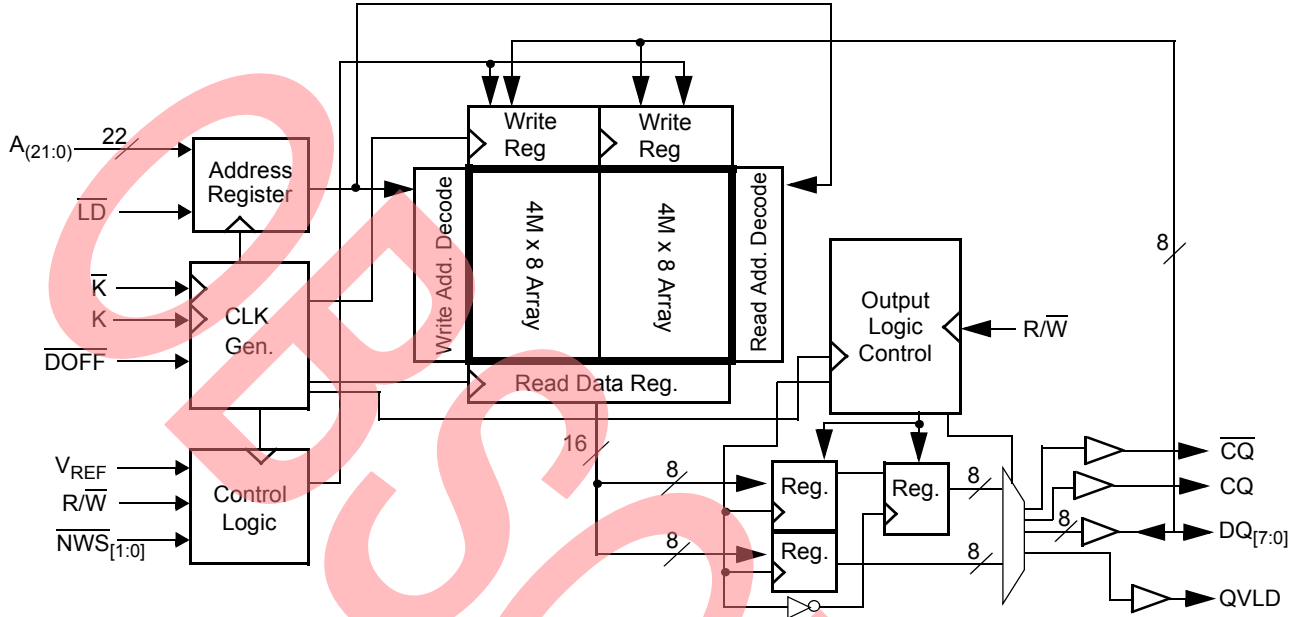 A(21:0)
22
LD
K
K
DOFF
VREF
R/W
NWS[1:0]
Address
Register
CLK
Gen.
Control
Logic
Write
Reg
Write
Reg
Write Add. Decode
4M x 8 Array
4M x 8 Array
Read Add. Decode
Read Data Reg.
16
8
8
Output
Logic
Control
R/W
Reg.
Reg.
Reg.
8
8
8
8
CQ
CQ
DQ[7:0]
QVLD
OBSO